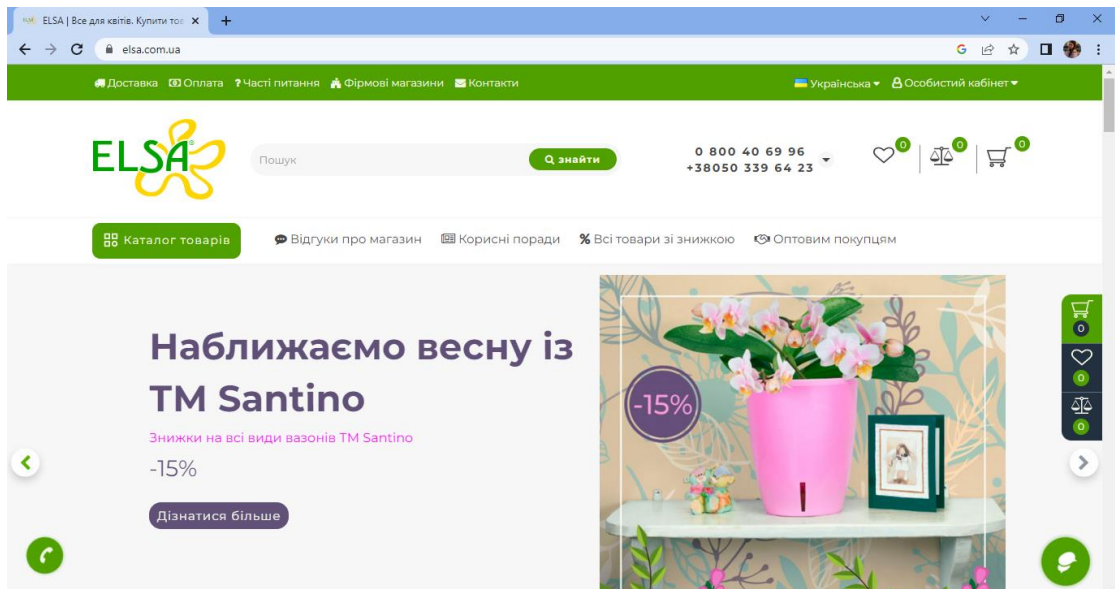 ELSA | Все для квітів. Купити тов
elsa.com.ua
Доставка Оплата ? Часті питання Фірмові магазини Контакти Українська Особистий кабінет
ELSA®
Пошук знайти
0 800 40 69 96
+38050 339 64 23
0 0 0
Каталог товарів Відгуки про магазин Корисні поради % Всі товари зі знижкою Оптовим покупцям
Наближаємо весну із
ТМ Santino
Знижки на всі види вазонів ТМ Santino
-15%
Дізнатися більше
-15%
0
0
0